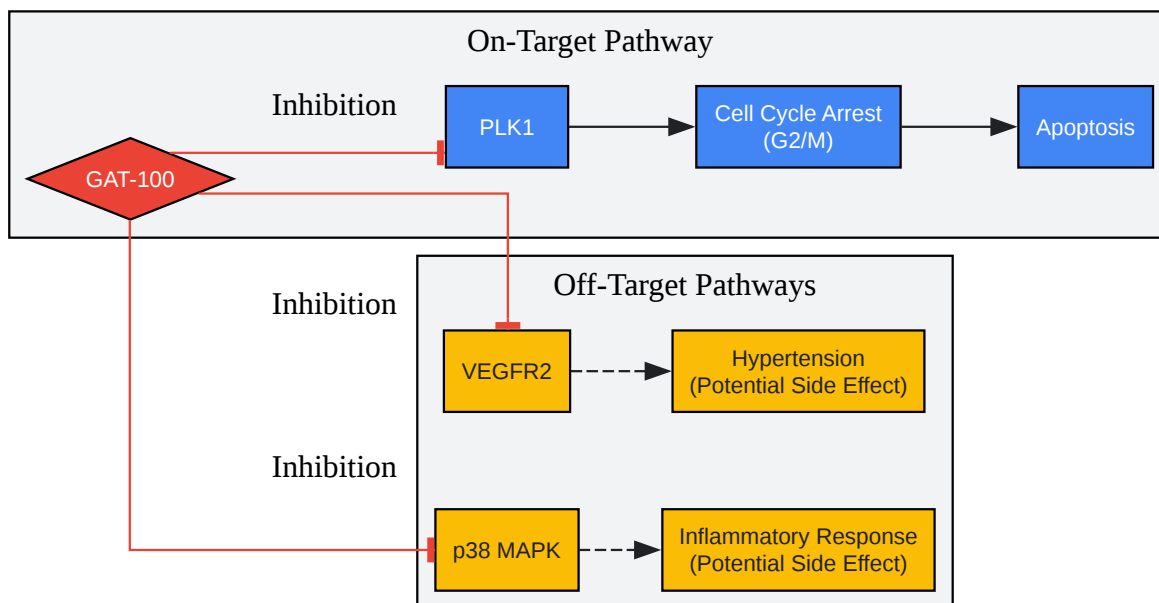 On-Target Pathway
Inhibition
PLK1
Cell Cycle Arrest
(G2/M)
Apoptosis
GAT-100
Off-Target Pathways
Inhibition
VEGFR2
Hypertension
(Potential Side Effect)
Inhibition
p38 MAPK
Inflammatory Response
(Potential Side Effect)